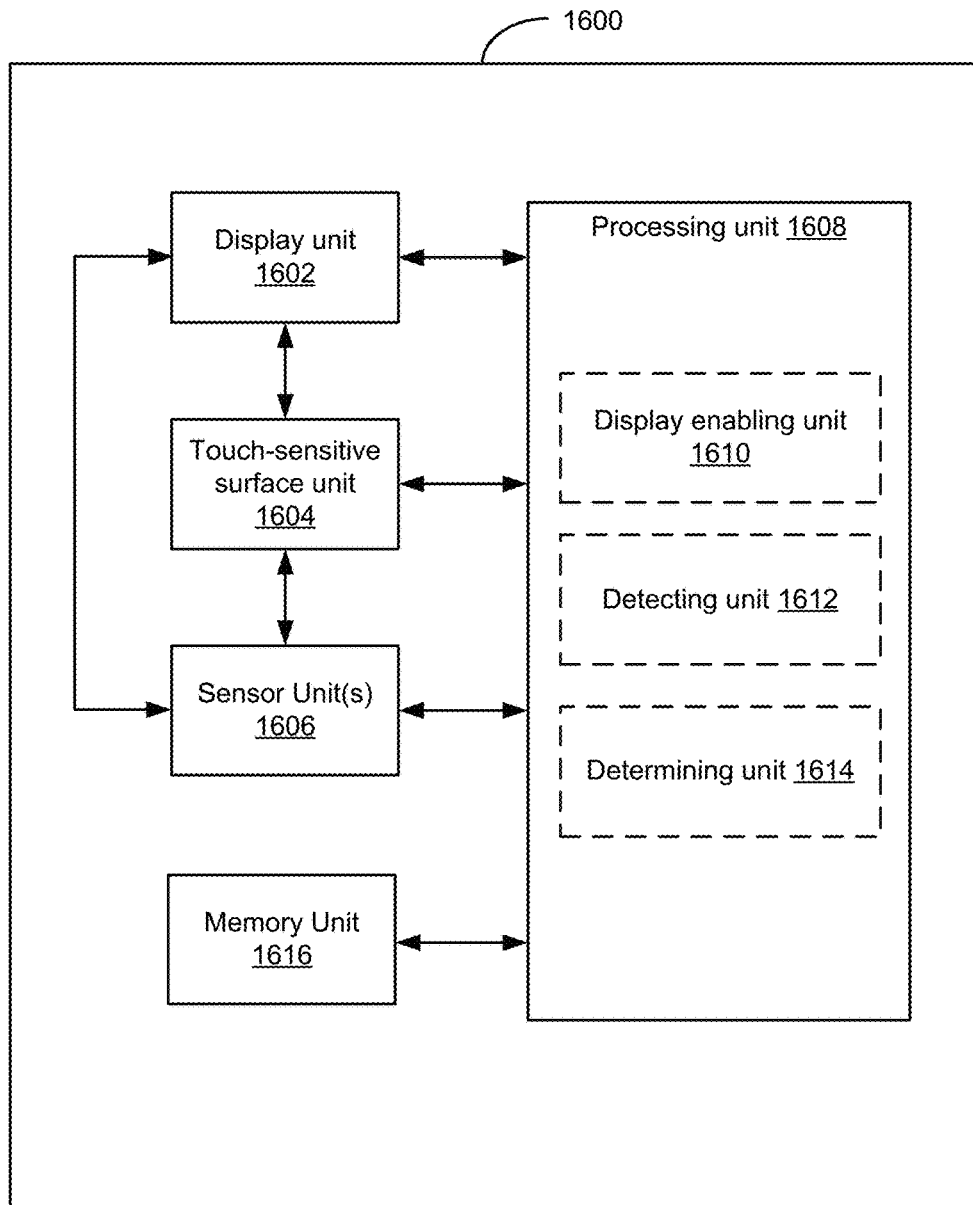 1600
Display unit
1602
Processing unit 1608
Touch-sensitive
surface unit
1604
Display enabling unit
1610
Detecting unit 1612
Sensor Unit(s)
1606
Determining unit 1614
Memory Unit
1616